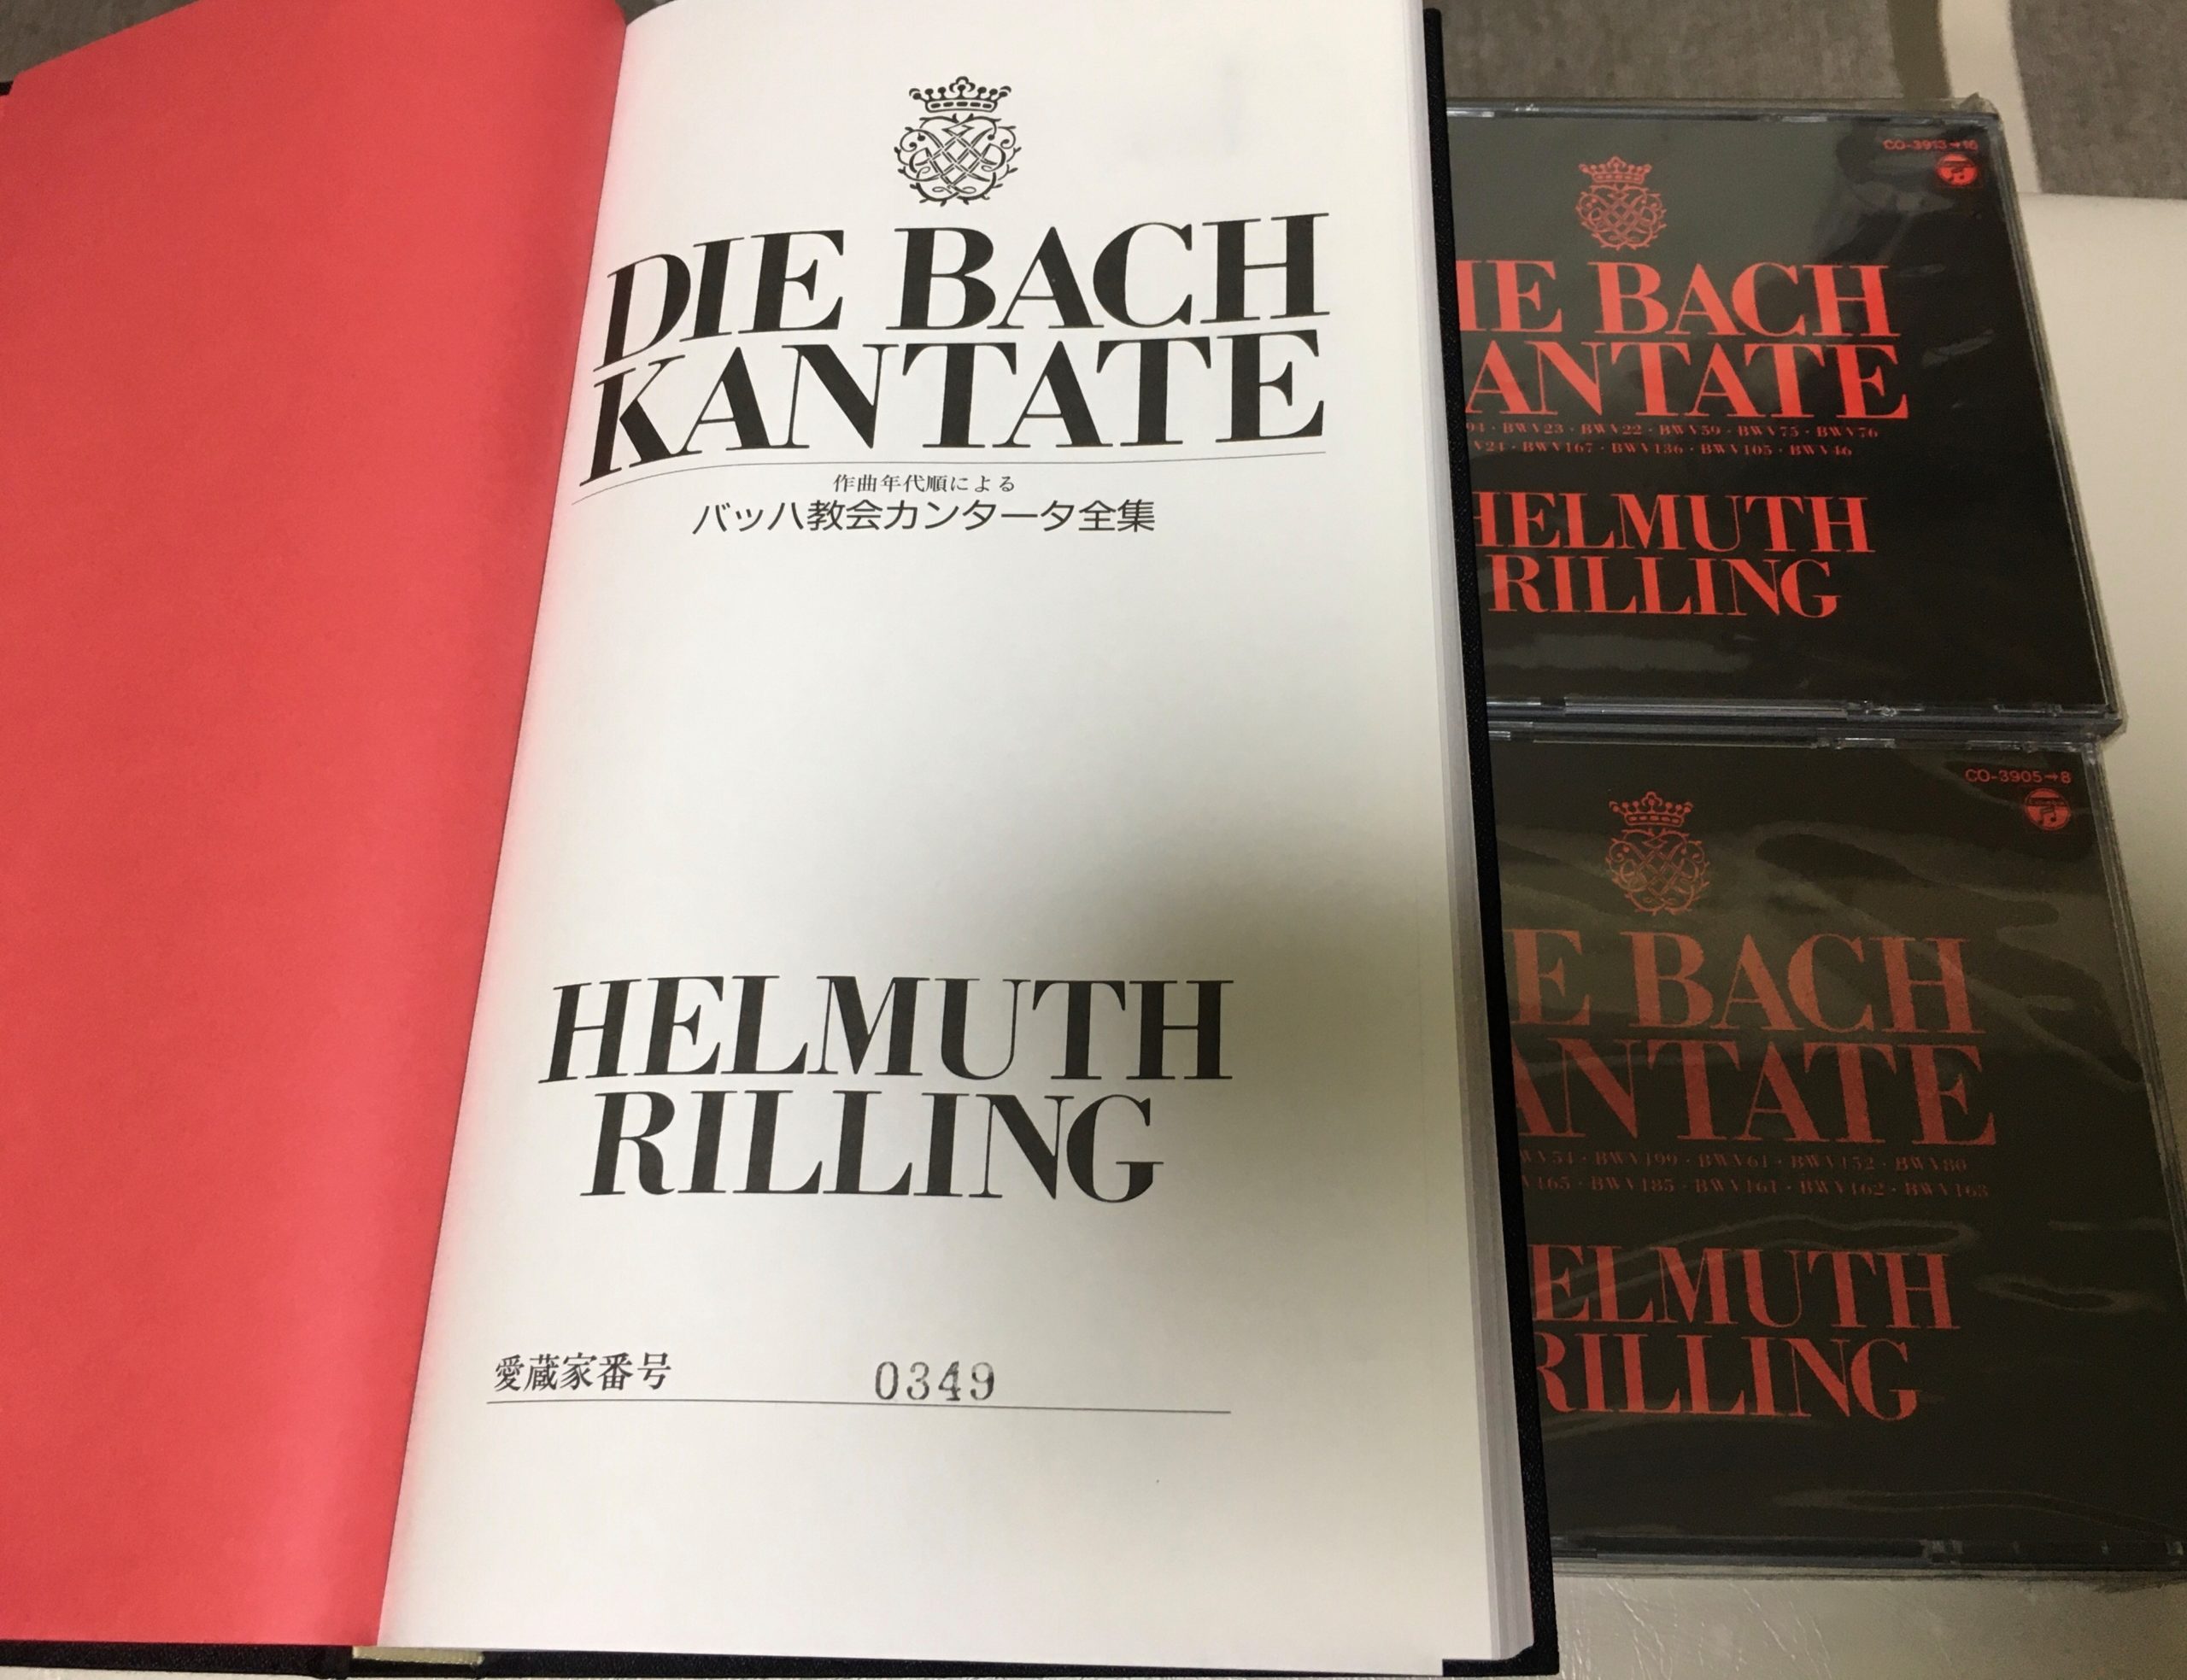 DIE BACH
KANTATE
作曲年代順による
バッハ教会カンタータ全集
HELMUTH
RILLING
愛蔵家番号 0349
CO-3913→16
IE BACH
ANTATE
· BWV23 · BWV22 · BWV59 · BWV75 · BWV76
· BWV167 · BWV136 · BWV105 · BWV46
HELMUTH
RILLING
CO-3905→8
E BACH
ANTATE
· BWV199 · BWV61 · BWV152 · BWV80
· BWV185 · BWV161 · BWV162 · BWV163
ELMUTH
RILLING